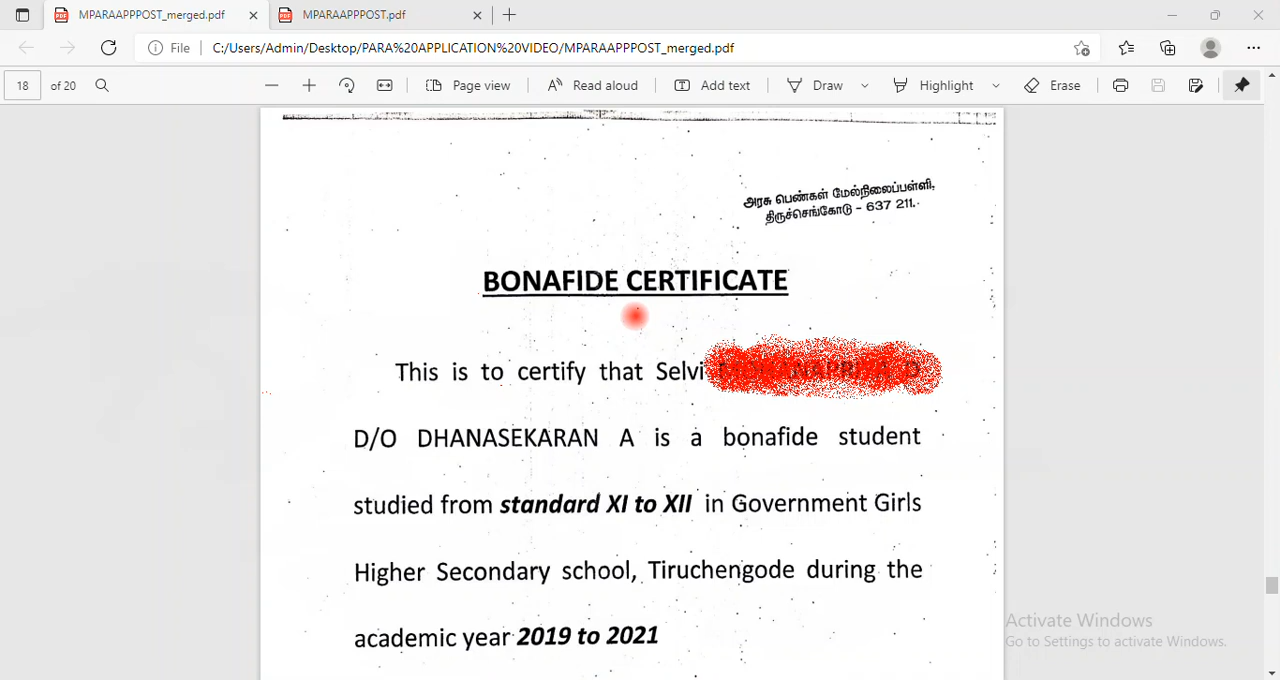 MPARAAPPPOST_merged.pdf
MPARAAPPPOST.pdf
File
C:/Users/Admin/Desktop/PARA%20APPLICATION%20VIDEO/MPARAAPPPOST_merged.pdf
18 of 20
Page view
Read aloud
Add text
Draw
Highlight
Erase
அரசு பெண்கள் மேல்நிலைப்பள்ளி,
திருச்செங்கோடு - 637 211.
BONAFIDE CERTIFICATE
This is to certify that Selvi
D/O DHANASEKARAN A is a bonafide student
studied from standard XI to XII in Government Girls
Higher Secondary school, Tiruchengode during the
academic year 2019 to 2021
Activate Windows
Go to Settings to activate Windows.